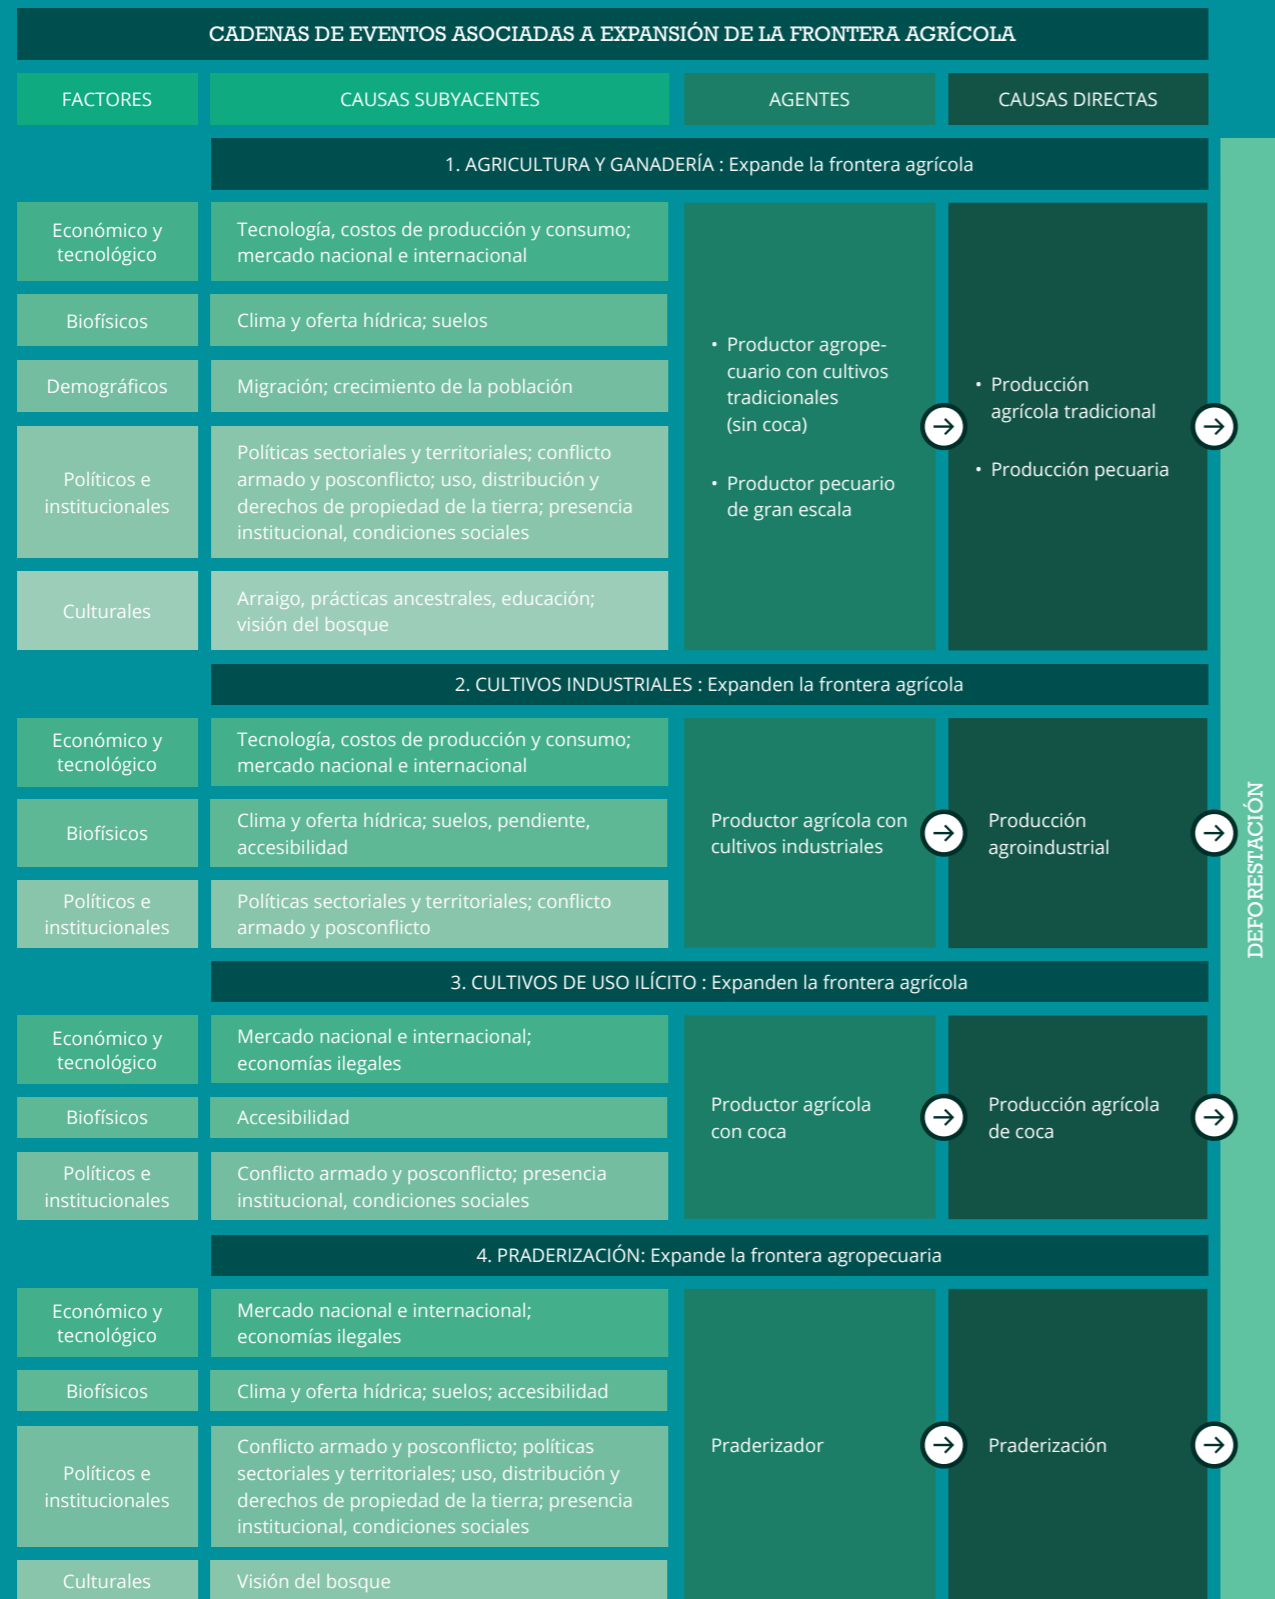 CADENAS DE EVENTOS ASOCIADAS A EXPANSIÓN DE LA FRONTERA AGRÍCOLA
FACTORES
CAUSAS SUBYACENTES
AGENTES
CAUSAS DIRECTAS
1. AGRICULTURA Y GANADERÍA : Expande la frontera agrícola
Económico y
tecnológico
Tecnología, costos de producción y consumo;
mercado nacional e internacional
Biofísicos
Clima y oferta hídrica; suelos
Demográficos
Migración; crecimiento de la población
Políticos e
institucionales
Políticas sectoriales y territoriales; conflicto
armado y posconflicto; uso, distribución y
derechos de propiedad de la tierra; presencia
institucional, condiciones sociales
Culturales
Arraigo, prácticas ancestrales, educación;
visión del bosque
• Productor agrope-
cuario con cultivos
tradicionales
(sin coca)
• Productor pecuario
de gran escala
• Producción
agrícola tradicional
• Producción pecuaria
2. CULTIVOS INDUSTRIALES : Expanden la frontera agrícola
Económico y
tecnológico
Tecnología, costos de producción y consumo;
mercado nacional e internacional
Biofísicos
Clima y oferta hídrica; suelos, pendiente,
accesibilidad
Políticos e
institucionales
Políticas sectoriales y territoriales; conflicto
armado y posconflicto
Productor agrícola con
cultivos industriales
Producción
agroindustrial
3. CULTIVOS DE USO ILÍCITO : Expanden la frontera agrícola
Económico y
tecnológico
Mercado nacional e internacional;
economías ilegales
Biofísicos
Accesibilidad
Políticos e
institucionales
Conflicto armado y posconflicto; presencia
institucional, condiciones sociales
Productor agrícola
con coca
Producción agrícola
de coca
4. PRADERIZACIÓN: Expande la frontera agropecuaria
Económico y
tecnológico
Mercado nacional e internacional;
economías ilegales
Biofísicos
Clima y oferta hídrica; suelos; accesibilidad
Políticos e
institucionales
Conflicto armado y posconflicto; políticas
sectoriales y territoriales; uso, distribución y
derechos de propiedad de la tierra; presencia
institucional, condiciones sociales
Culturales
Visión del bosque
Praderizador
Praderización
DEFORESTACIÓN